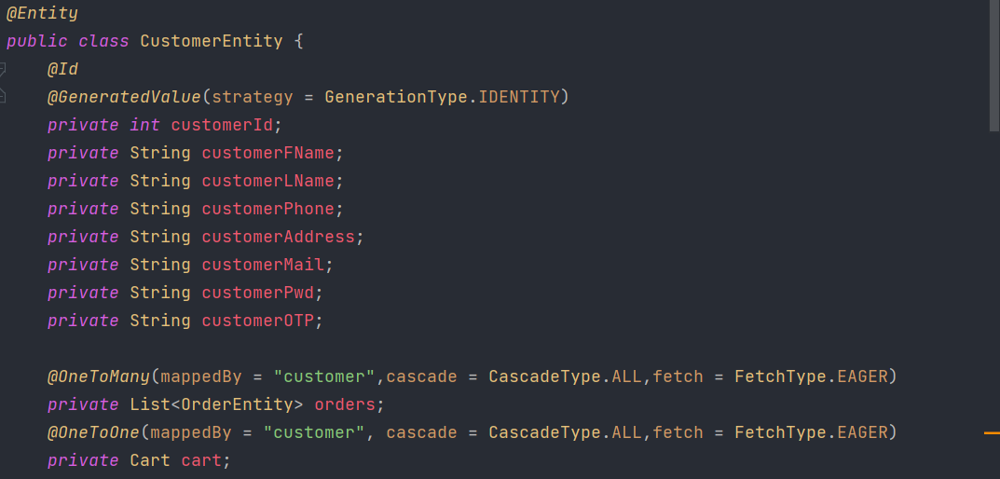 @Entity
public class CustomerEntity {
@Id
@GeneratedValue(strategy = GenerationType.IDENTITY)
private int customerId;
private String customerFName;
private String customerLName;
private String customerPhone;
private String customerAddress;
private String customerMail;
private String customerPwd;
private String customerOTP;
@OneToMany(mappedBy = "customer",cascade = CascadeType.ALL,fetch = FetchType.EAGER)
private List<OrderEntity> orders;
@OneToOne(mappedBy = "customer", cascade = CascadeType.ALL,fetch = FetchType.EAGER)
private Cart cart;